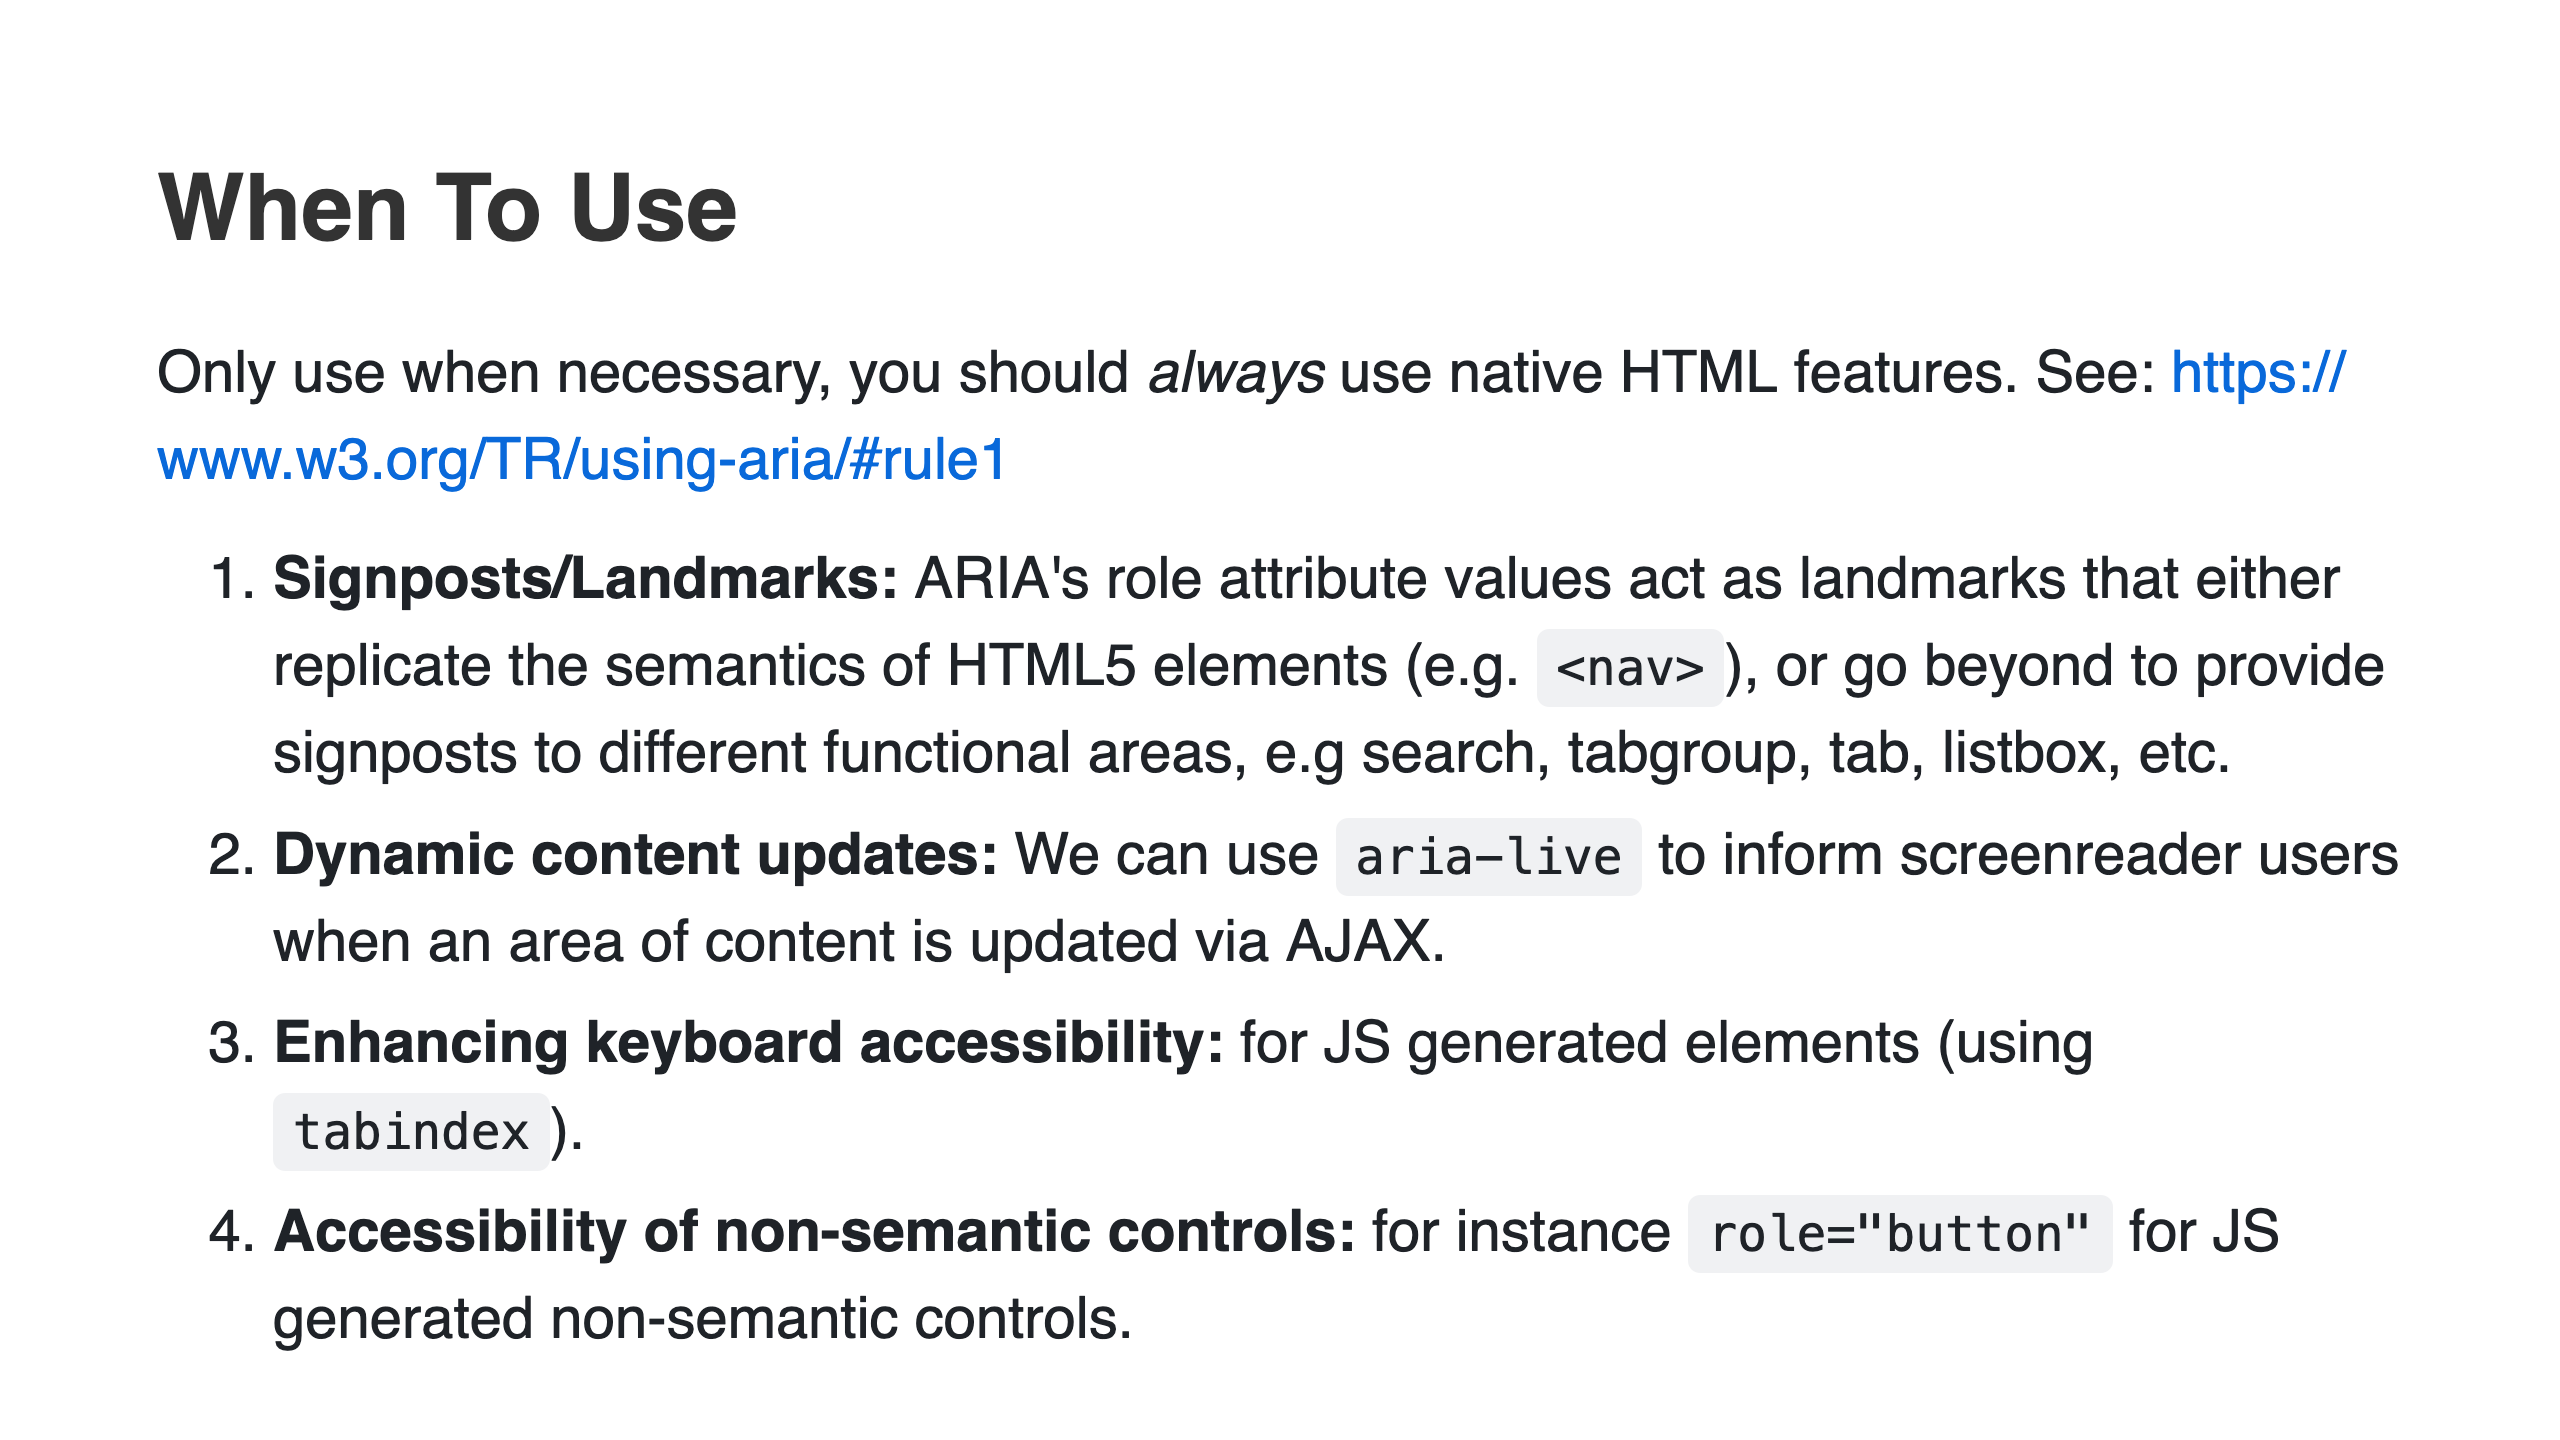 When To Use
Only use when necessary, you should always use native HTML features. See: https://
www.w3.org/TR/using-aria/#rule1
1. Signposts/Landmarks: ARIA's role attribute values act as landmarks that either
replicate the semantics of HTML5 elements (e.g. <nav>), or go beyond to provide
signposts to different functional areas, e.g search, tabgroup, tab, listbox, etc.
2. Dynamic content updates: We can use aria-live to inform screenreader users
when an area of content is updated via AJAX.
3. Enhancing keyboard accessibility: for JS generated elements (using
tabindex).
4. Accessibility of non-semantic controls: for instance role="button" for JS
generated non-semantic controls.